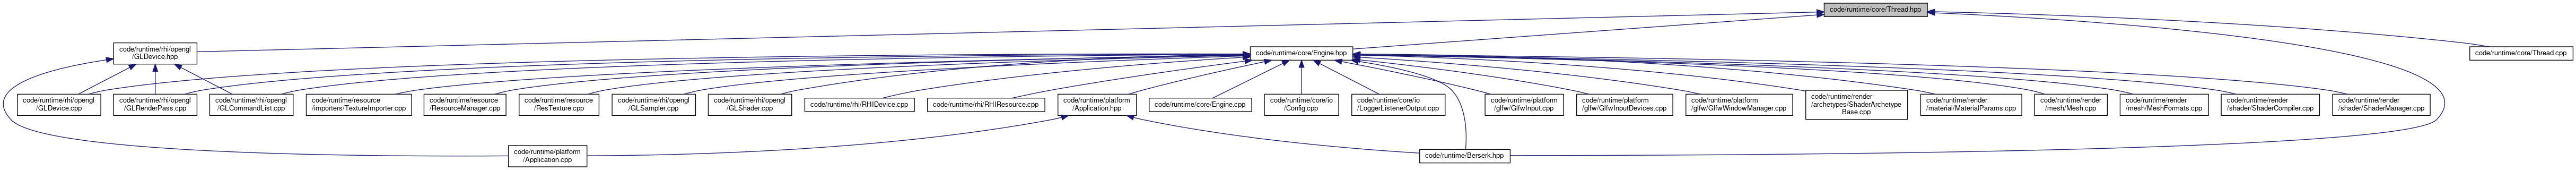 code/runtime/core/Thread.hpp
code/runtime/rhi/opengl
/GLDevice.hpp
code/runtime/core/Engine.hpp
code/runtime/core/Thread.cpp
code/runtime/rhi/opengl
/GLDevice.cpp
code/runtime/rhi/opengl
/GLRenderPass.cpp
code/runtime/rhi/opengl
/GLCommandList.cpp
code/runtime/resource
/importers/TextureImporter.cpp
code/runtime/resource
/ResourceManager.cpp
code/runtime/resource
/ResTexture.cpp
code/runtime/rhi/opengl
/GLSampler.cpp
code/runtime/rhi/opengl
/GLShader.cpp
code/runtime/rhi/RHIDevice.cpp
code/runtime/rhi/RHIResource.cpp
code/runtime/platform
/Application.hpp
code/runtime/core/Engine.cpp
code/runtime/core/io
/Config.cpp
code/runtime/core/io
/LoggerListenerOutput.cpp
code/runtime/platform
/glfw/GlfwInput.cpp
code/runtime/platform
/glfw/GlfwInputDevices.cpp
code/runtime/platform
/glfw/GlfwWindowManager.cpp
code/runtime/render
/archetypes/ShaderArchetype
Base.cpp
code/runtime/render
/material/MaterialParams.cpp
code/runtime/render
/mesh/Mesh.cpp
code/runtime/render
/mesh/MeshFormats.cpp
code/runtime/render
/shader/ShaderCompiler.cpp
code/runtime/render
/shader/ShaderManager.cpp
code/runtime/platform
/Application.cpp
code/runtime/Berserk.hpp